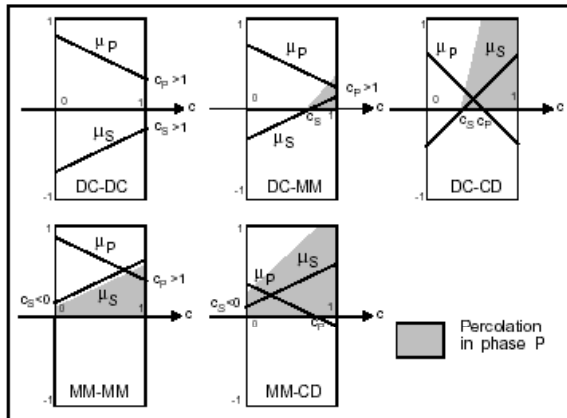 1
μP
cP >1
0
1
c
cS >1
μS
DC-DC
-1
1
μP
cP >1
0
1
c
cS
μS
DC-MM
-1
1
μP
μS
0
1
c
cS cP
DC-CD
-1
1
μP
cP >1
cS<0
μS
0
1
c
MM-MM
-1
1
μP
μS
cS<0
0
cP
1
c
MM-CD
-1
Percolation
in phase P